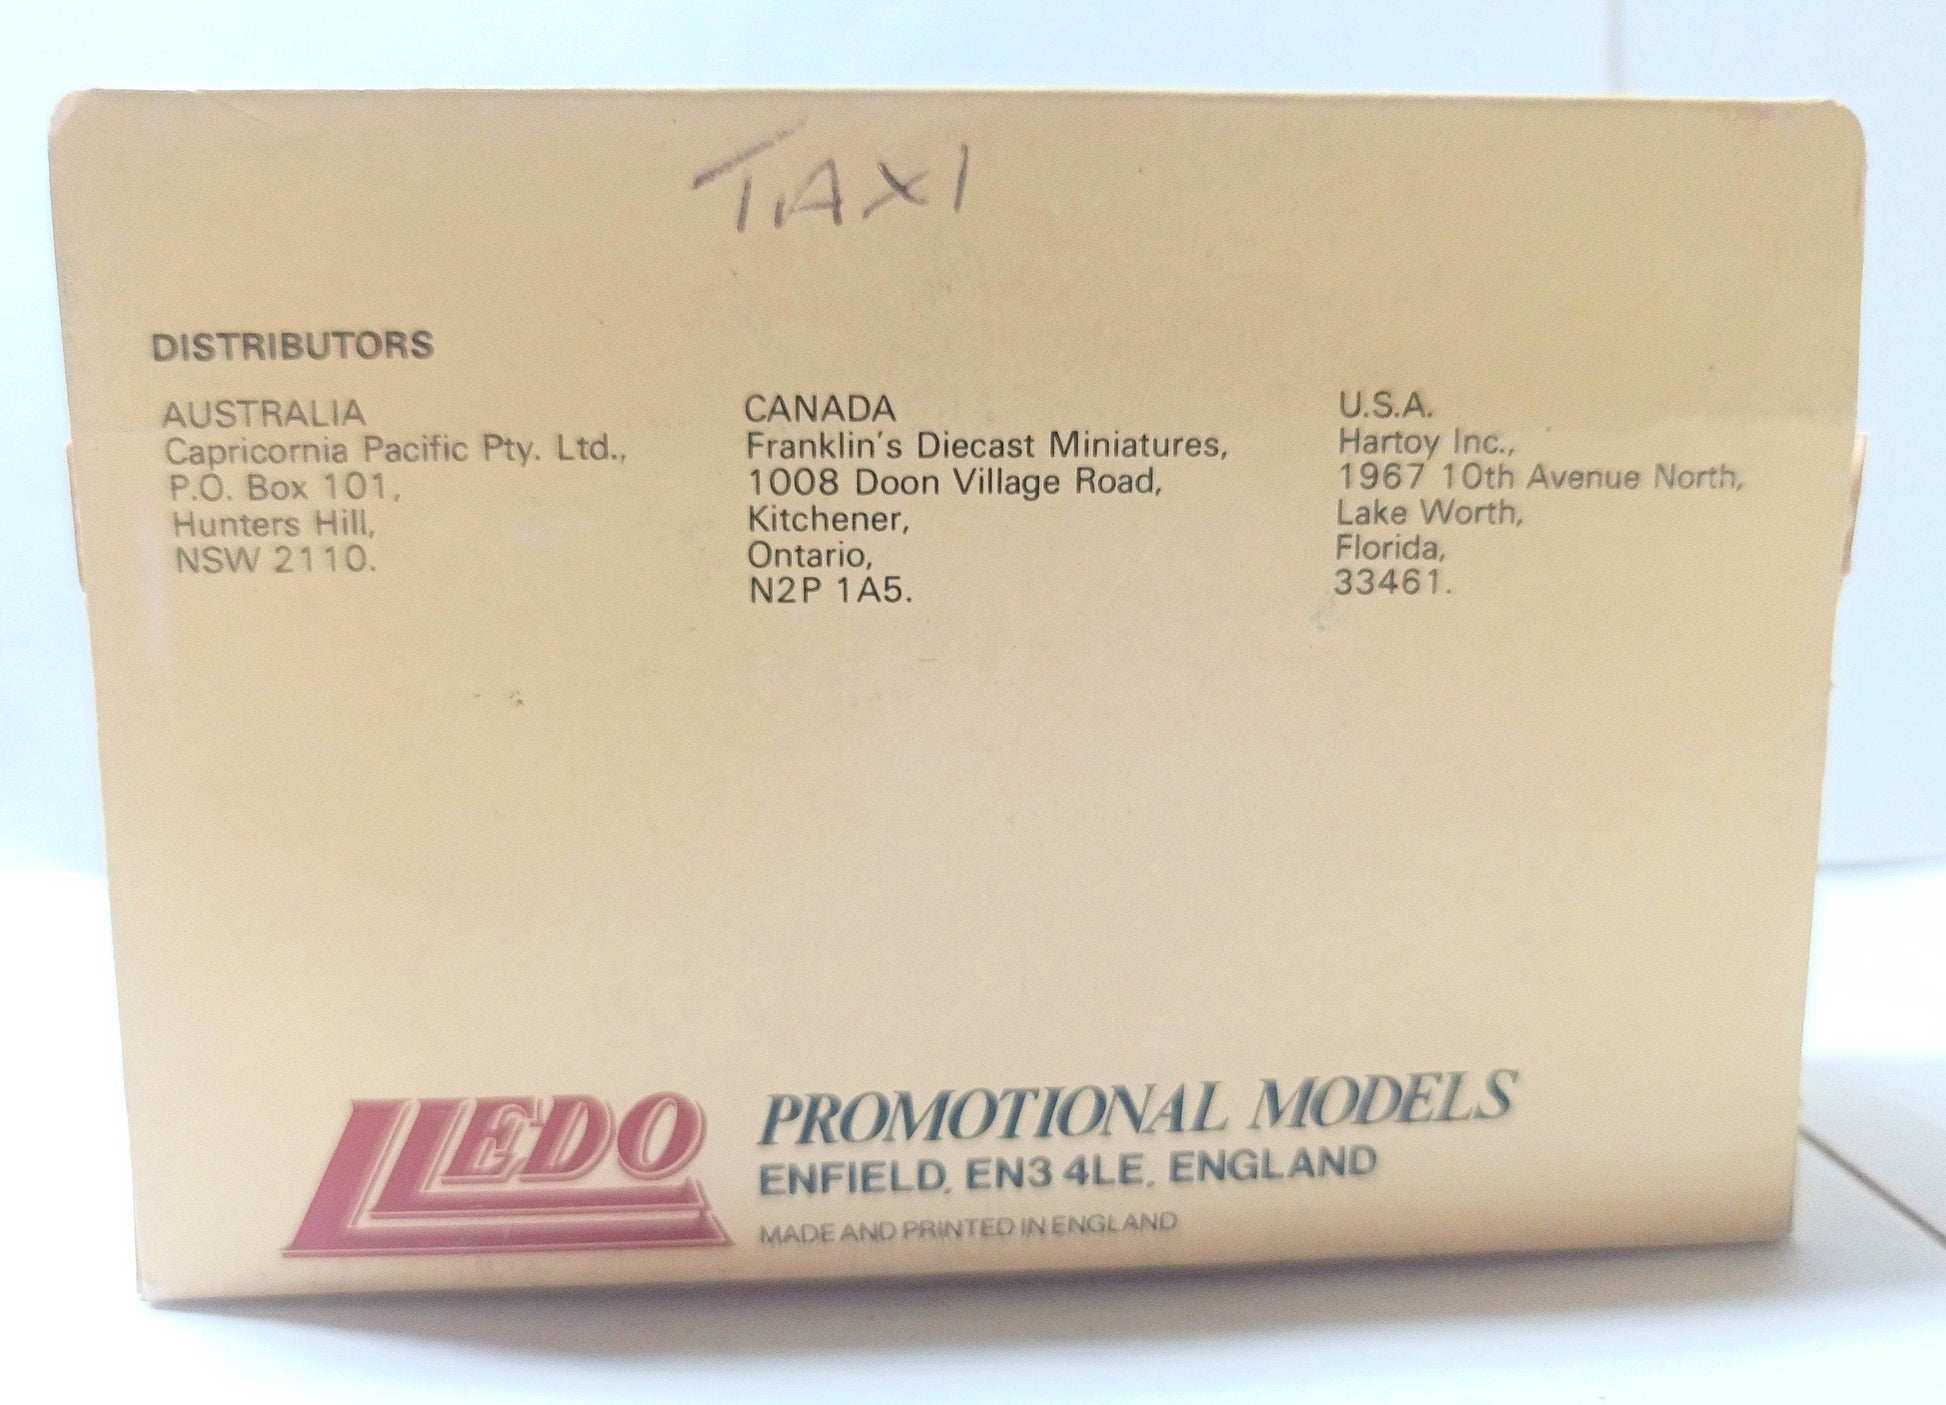 TAXI
DISTRIBUTORS
AUSTRALIA
Capricornia Pacific Pty. Ltd.,
P.O. Box 101,
Hunters Hill,
NSW 2110.
CANADA
Franklin's Diecast Miniatures,
1008 Doon Village Road,
Kitchener,
Ontario,
N2P 1A5.
U.S.A.
Hartoy Inc.,
1967 10th Avenue North,
Lake Worth,
Florida,
33461.
LLEDO
PROMOTIONAL MODELS
ENFIELD, EN3 4LE, ENGLAND
MADE AND PRINTED IN ENGLAND